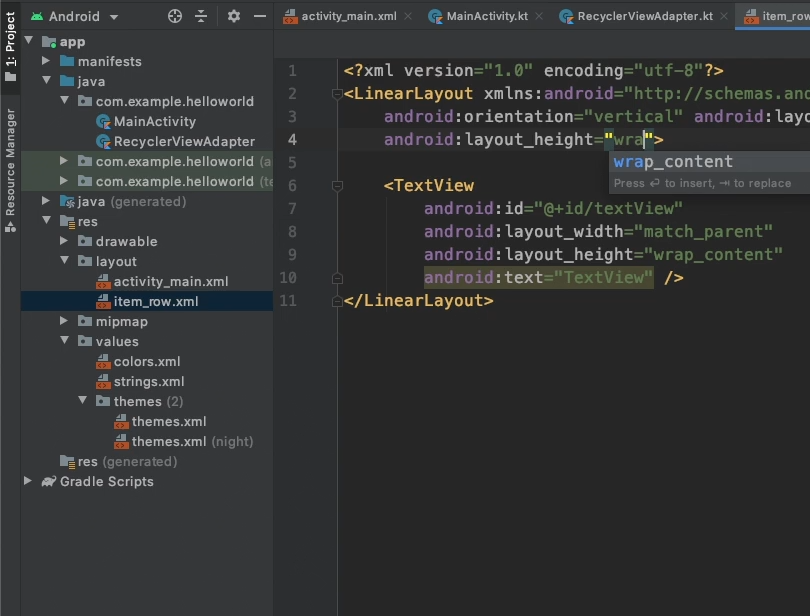 Android
activity_main.xml
MainActivity.kt
RecyclerViewAdapter.kt
item_row
1: Project
Resource Manager
app
manifests
java
com.example.helloworld
MainActivity
RecyclerViewAdapter
com.example.helloworld (a
com.example.helloworld (te
java (generated)
res
drawable
layout
activity_main.xml
item_row.xml
mipmap
values
colors.xml
strings.xml
themes (2)
themes.xml
themes.xml (night)
res (generated)
Gradle Scripts
1 <?xml version="1.0" encoding="utf-8"?>
2 <LinearLayout xmlns:android="http://schemas.and
3 android:orientation="vertical" android:layo
4 android:layout_height="wra">
wrap_content
Press ↩ to insert, ⇥ to replace
5
6 <TextView
7 android:id="@+id/textView"
8 android:layout_width="match_parent"
9 android:layout_height="wrap_content"
10 android:text="TextView" />
11 </LinearLayout>